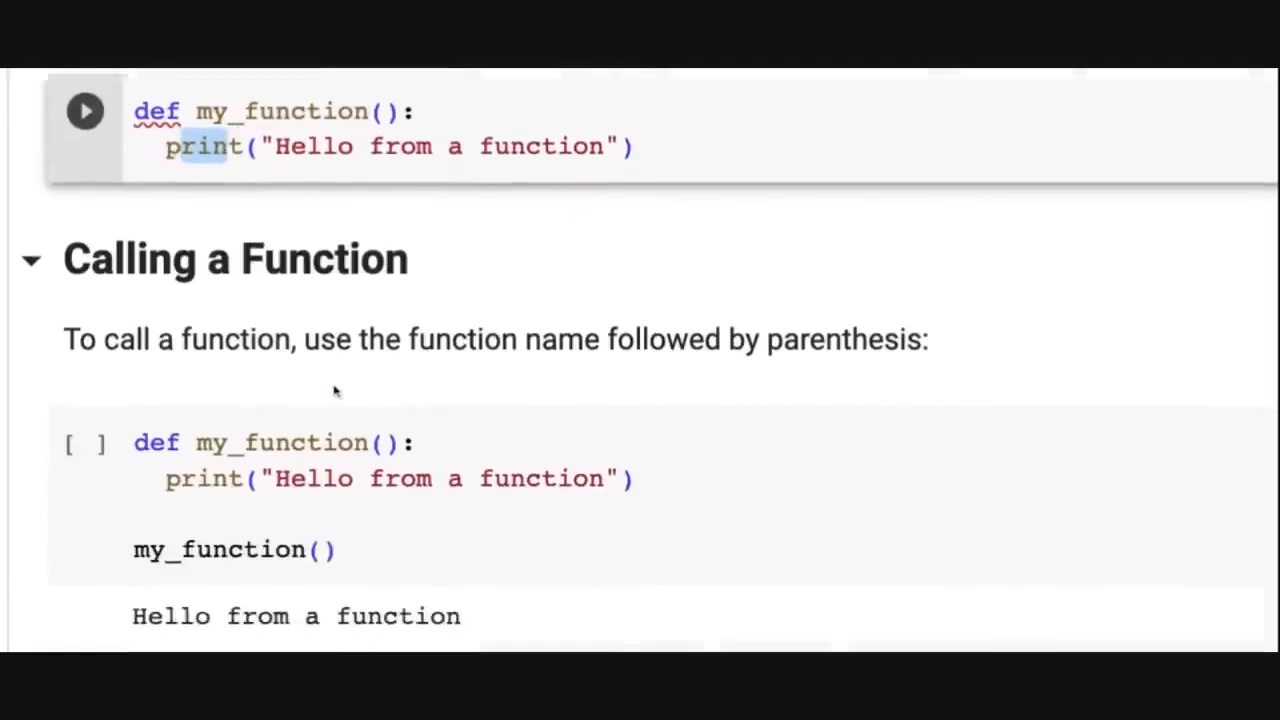 def my_function():
  print("Hello from a function")
Calling a Function
To call a function, use the function name followed by parenthesis:
[ ] def my_function():
  print("Hello from a function")
my_function()
Hello from a function